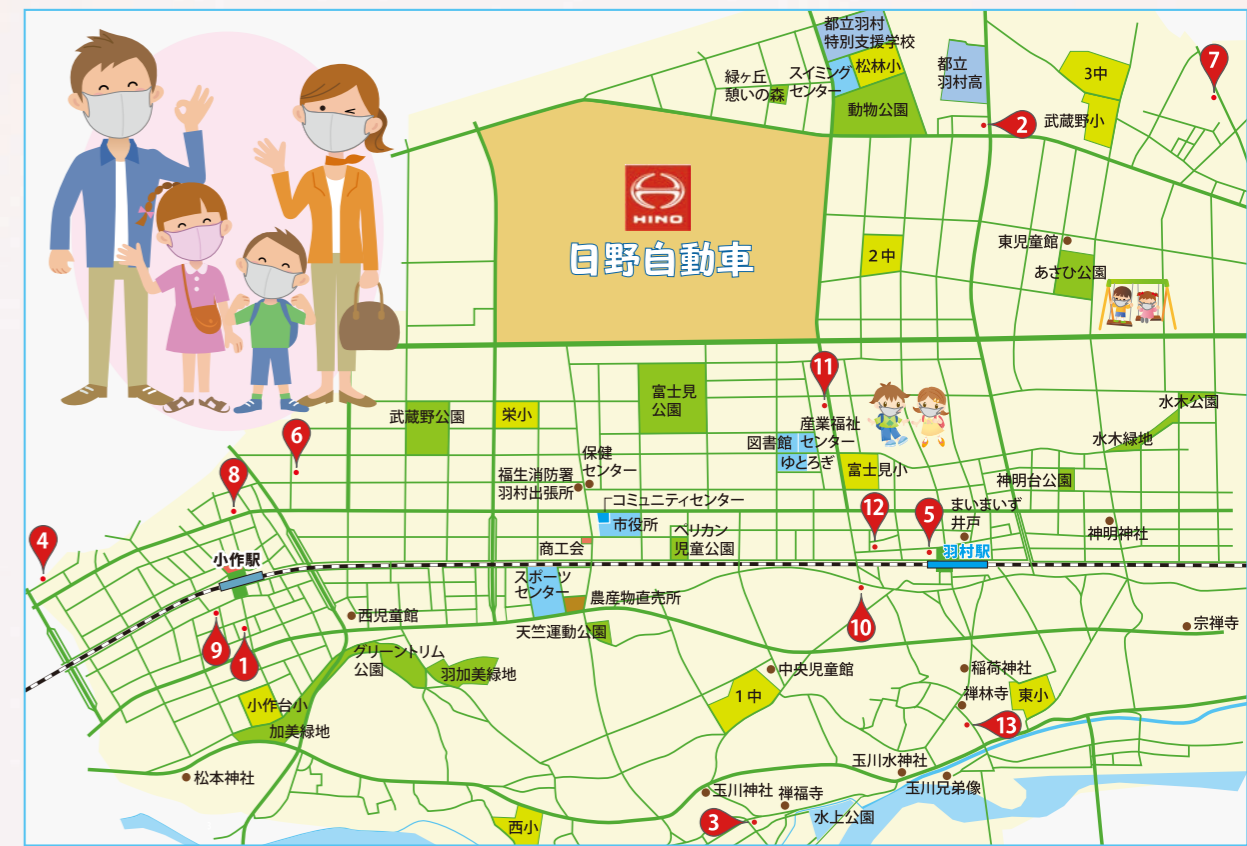 都立羽村
特別支援学校
緑ヶ丘
憩いの森
スイミング
センター
松林小
動物公園
都立
羽村高
3中
武蔵野小
7
2
HINO
日野自動車
2中
東児童館
あさひ公園
11
富士見
公園
武蔵野公園
栄小
産業福祉
センター
図書館
ゆとろぎ
富士見小
水木公園
水木緑地
神明台公園
6
8
4
保健
センター
福生消防署
羽村出張所
コミュニティセンター
市役所
商工会
ペリカン
児童公園
12
5
まいまいず
井戸
神明神社
小作駅
羽村駅
スポーツ
センター
農産物直売所
天竺運動公園
西児童館
9
1
10
宗禅寺
グリーントリム
公園
羽加美緑地
中央児童館
1中
稲荷神社
禅林寺
東小
13
小作台小
加美緑地
松本神社
玉川水神社
玉川兄弟像
玉川神社
禅福寺
3
水上公園
西小